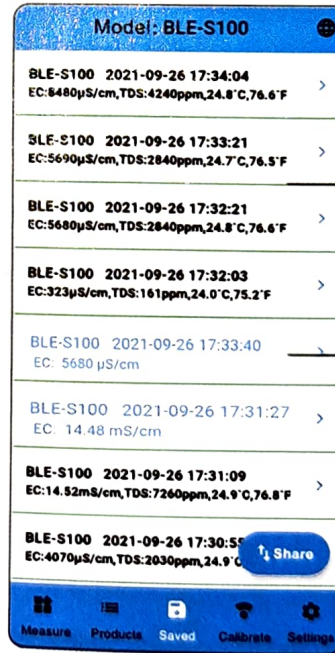 Model: BLE-S100
BLE-S100 2021-09-26 17:34:04
EC:8480µS/cm,TDS:4240ppm,24.8°C,76.6°F
BLE-S100 2021-09-26 17:33:21
EC:5690µS/cm,TDS:2840ppm,24.7°C,76.5°F
BLE-S100 2021-09-26 17:32:21
EC:5680µS/cm,TDS:2840ppm,24.8°C,76.6°F
BLE-S100 2021-09-26 17:32:03
EC:323µS/cm,TDS:161ppm,24.0°C,75.2°F
BLE-S100 2021-09-26 17:33:40
EC: 5680 µS/cm
BLE-S100 2021-09-26 17:31:27
EC: 14.48 mS/cm
BLE-S100 2021-09-26 17:31:09
EC:14.52mS/cm,TDS:7260ppm,24.9°C,76.8°F
BLE-S100 2021-09-26 17:30:5
EC:4070µS/cm,TDS:2030ppm,24.9°C
Share
Measure Products Saved Calibrate Settings